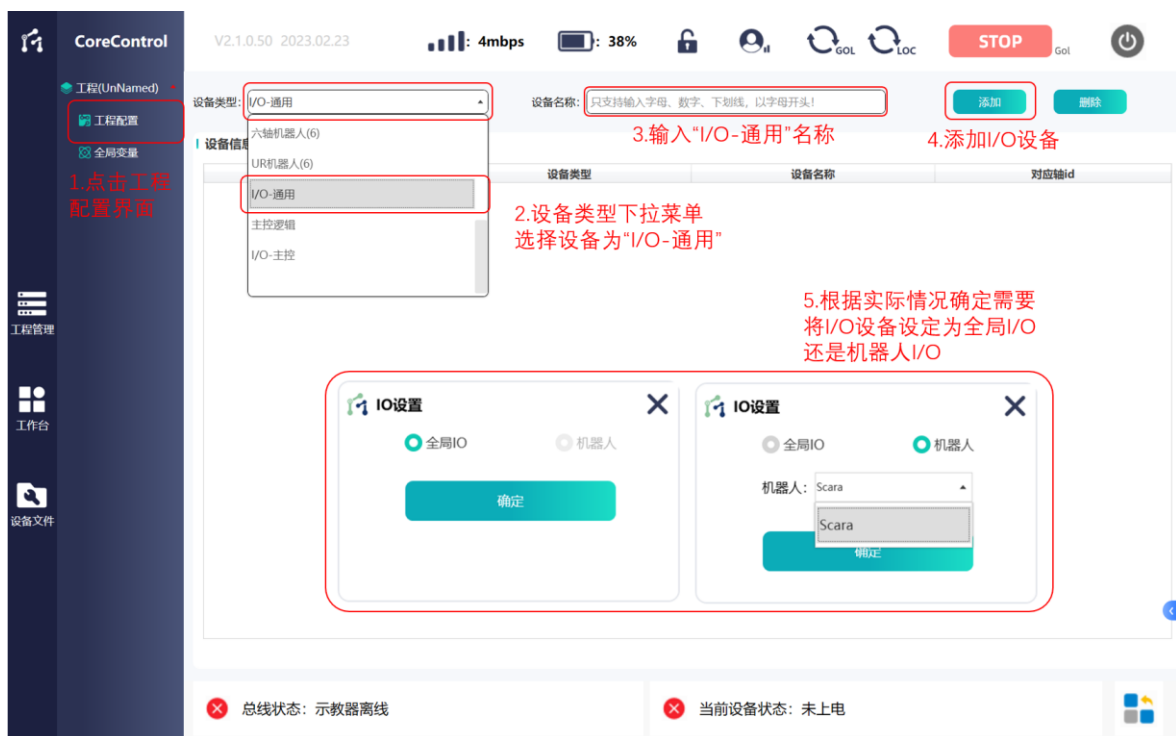 CoreControl
V2.1.0.50 2023.02.23
: 4mbps
: 38%
GOL
LOC
STOP
Gol
工程(UnNamed)
工程配置
全局变量
1.点击工程
配置界面
工程管理
工作台
设备文件
设备类型:
I/O-通用
设备名称:
只支持输入字母、数字、下划线，以字母开头!
添加
删除
3.输入“I/O-通用”名称
4.添加I/O设备
设备信息
设备类型
设备名称
对应轴id
六轴机器人(6)
UR机器人(6)
I/O-通用
主控逻辑
I/O-主控
2.设备类型下拉菜单
选择设备为“I/O-通用”
5.根据实际情况确定需要
将I/O设备设定为全局I/O
还是机器人I/O
IO设置
全局IO
机器人
确定
IO设置
全局IO
机器人
机器人:
Scara
Scara
确定
总线状态: 示教器离线
当前设备状态: 未上电